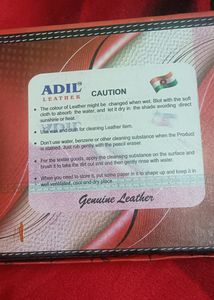 ADIL
LEATHER
CAUTION
• The colour of Leather might be changed when wet. Blot with the soft
cloth to absorb the water, and let it dry in the shade avoiding direct
sunshine or heat.
• Use wax and buds for cleaning Leather item.
• Don't use water, benzene or other cleaning substance when the Product
is stained. Just rub gently with the pencil eraser.
• For the textile goods, apply the cleansing substance on the surface and
brush it to take the dirt out and then gently rinse with water.
• When you need to store it, put some paper in it to shape up and keep it in
well ventilated, cool and dry place.
Genuine Leather